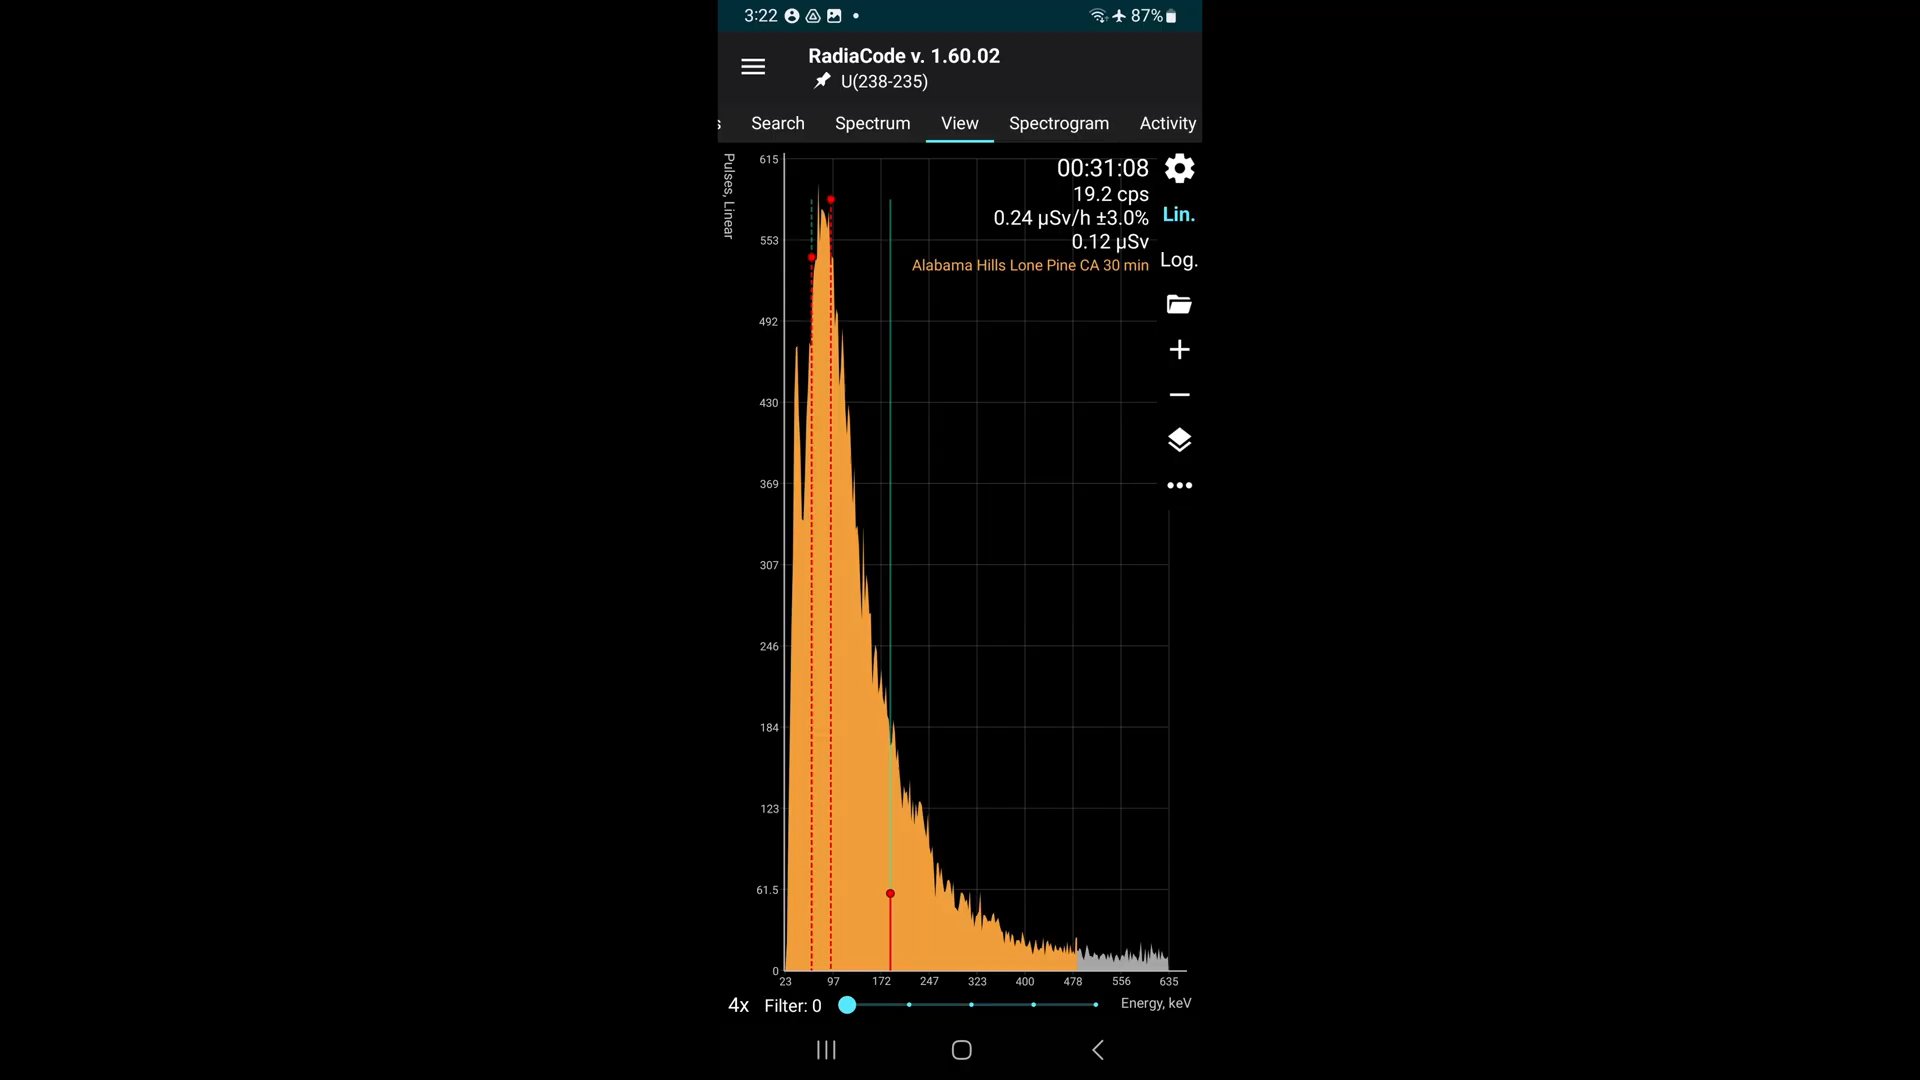 3:22
87%
RadiaCode v. 1.60.02
U(238-235)
s Search Spectrum View Spectrogram Activity
Pulses, Linear
00:31:08
19.2 cps
0.24 µSv/h ±3.0%
0.12 µSv
Alabama Hills Lone Pine CA 30 min
Lin.
Log.
615
553
492
430
369
307
246
184
123
61.5
0
23 97 172 247 323 400 478 556 635
4x Filter: 0 Energy, keV